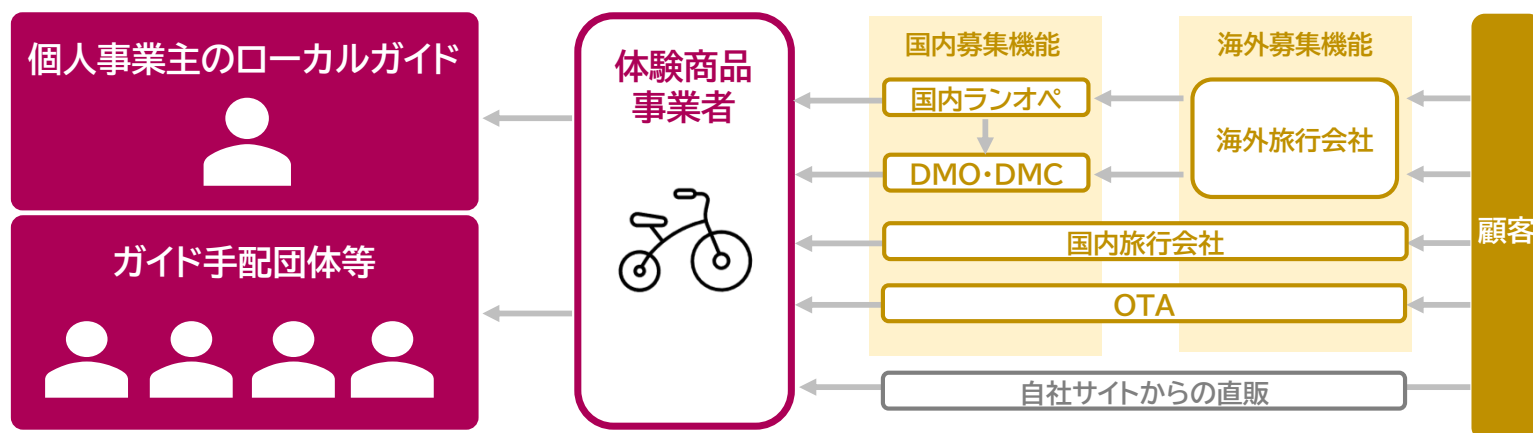 個人事業主のローカルガイド
ガイド手配団体等
体験商品
事業者
国内募集機能
海外募集機能
国内ランオペ
海外旅行会社
DMO・DMC
国内旅行会社
OTA
自社サイトからの直販
顧客